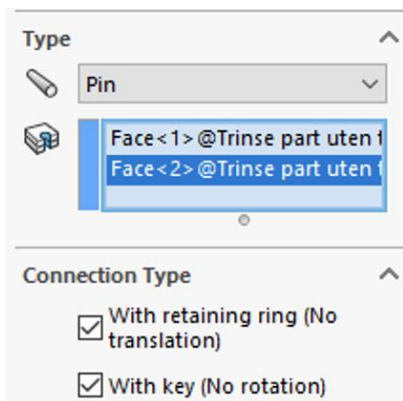 Type
Pin
Face<1>@Trinse part uten t
Face<2>@Trinse part uten t
Connection Type
With retaining ring (No
translation)
With key (No rotation)